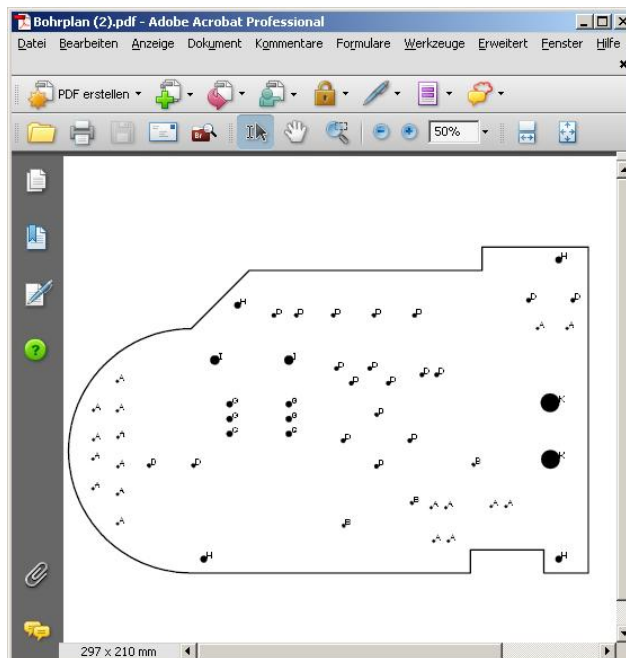 Bohrplan (2).pdf - Adobe Acrobat Professional
Datei Bearbeiten Anzeige Dokument Kommentare Formulare Werkzeuge Erweitert Fenster Hilfe
PDF erstellen
50%
H
D D
H
D D D D D
A A
I J
D D D D
A D D
G G K
A A D
G G
G G
A A D D
A K
A D D D B
A A
B A A A A
A B
A A
H H
297 x 210 mm